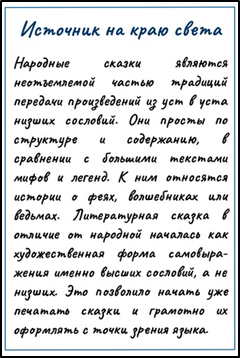 Источник на краю света
Народные сказки являются
неотъемлемой частью традиций
передачи произведений из уст в уста
низших сословий. Они просты по
структуре и содержанию, в
сравнении с большими текстами
мифов и легенд. К ним относятся
истории о феях, волшебниках или
ведьмах. Литературная сказка в
отличие от народной началась как
художественная форма самовыра-
жения именно высших сословий, а не
низших. Это позволило начать уже
печатать сказки и грамотно их
оформлять с точки зрения языка.